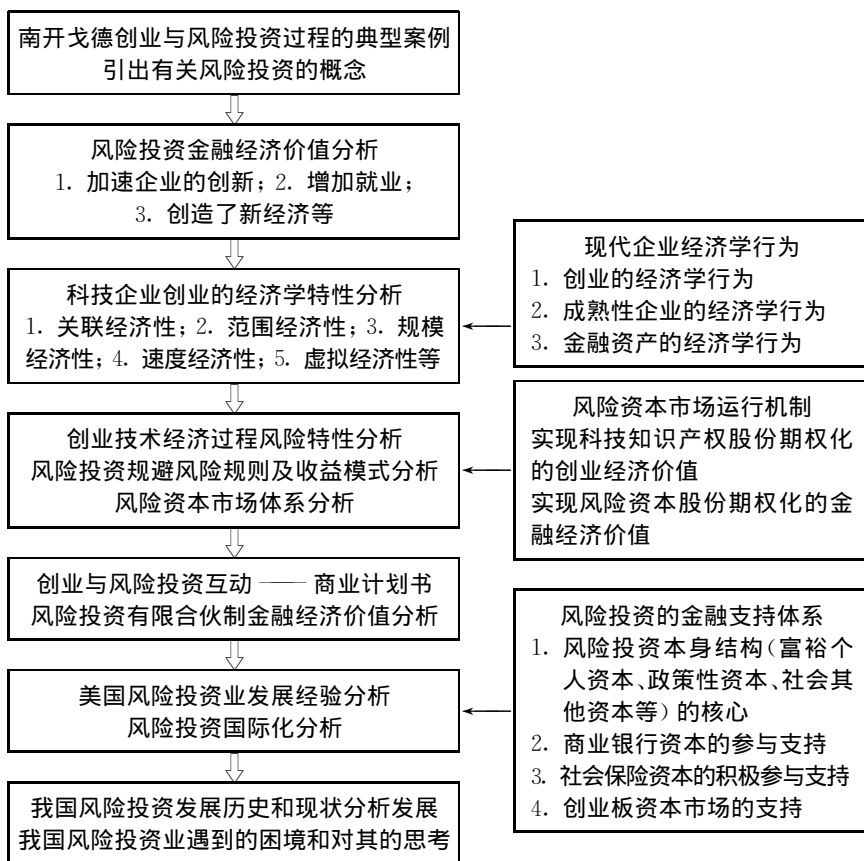 南开戈德创业与风险投资过程的典型案例
引出有关风险投资的概念
风险投资金融经济价值分析
1. 加速企业的创新；2. 增加就业；
3. 创造了新经济等
科技企业创业的经济学特性分析
1. 关联经济性；2. 范围经济性；3. 规模
经济性；4. 速度经济性；5. 虚拟经济性等
现代企业经济学行为
1. 创业的经济学行为
2. 成熟性企业的经济学行为
3. 金融资产的经济学行为
创业技术经济过程风险特性分析
风险投资规避风险规则及收益模式分析
风险资本市场体系分析
风险资本市场运行机制
实现科技知识产权股份期权化
的创业经济价值
实现风险资本股份期权化的金
融经济价值
创业与风险投资互动 —— 商业计划书
风险投资有限合伙制金融经济价值分析
美国风险投资业发展经验分析
风险投资国际化分析
风险投资的金融支持体系
1. 风险投资本身结构（富裕个
人资本、政策性资本、社会其
他资本等）的核心
2. 商业银行资本的参与支持
3. 社会保险资本的积极参与支持
4. 创业板资本市场的支持
我国风险投资发展历史和现状分析发展
我国风险投资业遇到的困境和对其的思考